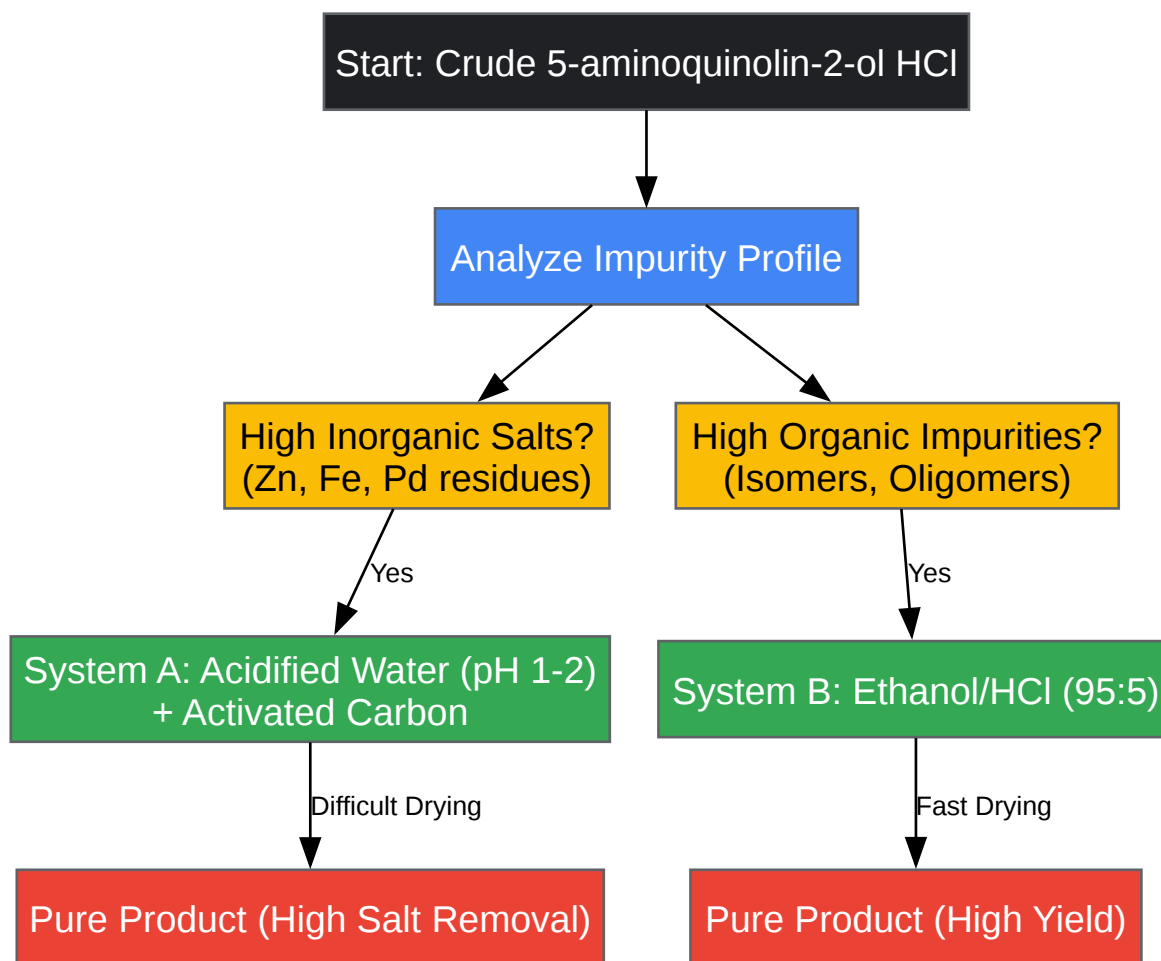 Start: Crude 5-aminoquinolin-2-ol HCl
Analyze Impurity Profile
High Inorganic Salts?
(Zn, Fe, Pd residues)
High Organic Impurities?
(Isomers, Oligomers)
Yes
Yes
System A: Acidified Water (pH 1-2)
+ Activated Carbon
System B: Ethanol/HCl (95:5)
Difficult Drying
Fast Drying
Pure Product (High Salt Removal)
Pure Product (High Yield)